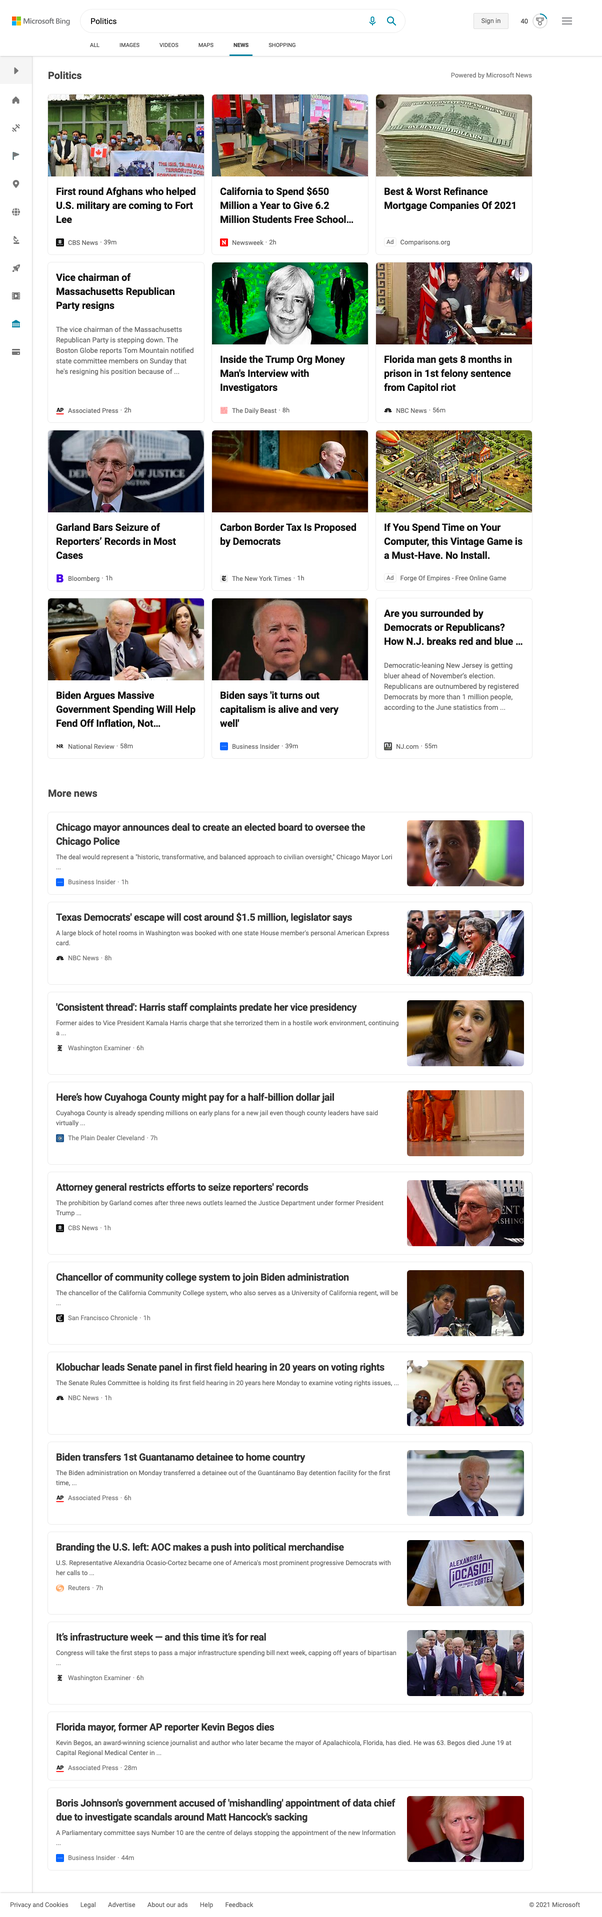 Microsoft Bing
Politics
Sign in
40
ALL IMAGES VIDEOS MAPS NEWS SHOPPING
Politics
Powered by Microsoft News
First round Afghans who helped
U.S. military are coming to Fort
Lee
CBS News · 39m
California to Spend $650
Million a Year to Give 6.2
Million Students Free School...
Newsweek · 2h
Best & Worst Refinance
Mortgage Companies Of 2021
Ad Comparisons.org
Vice chairman of
Massachusetts Republican
Party resigns
The vice chairman of the Massachusetts
Republican Party is stepping down. The
Boston Globe reports Tom Mountain notified
state committee members on Sunday that
he's resigning his position because of ...
AP Associated Press · 2h
Inside the Trump Org Money
Man's Interview with
Investigators
The Daily Beast · 8h
Florida man gets 8 months in
prison in 1st felony sentence
from Capitol riot
NBC News · 56m
Garland Bars Seizure of
Reporters' Records in Most
Cases
Bloomberg · 1h
Carbon Border Tax Is Proposed
by Democrats
The New York Times · 1h
If You Spend Time on Your
Computer, this Vintage Game is
a Must-Have. No Install.
Ad Forge Of Empires - Free Online Game
Biden Argues Massive
Government Spending Will Help
Fend Off Inflation, Not...
NR National Review · 58m
Biden says 'it turns out
capitalism is alive and very
well'
Business Insider · 39m
Are you surrounded by
Democrats or Republicans?
How N.J. breaks red and blue ...
Democratic-leaning New Jersey is getting
bluer ahead of November's election.
Republicans are outnumbered by registered
Democrats by more than 1 million people,
according to the June statistics from ...
NJ.com · 55m
More news
Chicago mayor announces deal to create an elected board to oversee the
Chicago Police
The deal would represent a "historic, transformative, and balanced approach to civilian oversight," Chicago Mayor Lori
...
Business Insider · 1h
Texas Democrats' escape will cost around $1.5 million, legislator says
A large block of hotel rooms in Washington was booked with one state House member's personal American Express
card.
NBC News · 8h
'Consistent thread': Harris staff complaints predate her vice presidency
Former aides to Vice President Kamala Harris charge that she terrorized them in a hostile work environment, continuing
a ...
Washington Examiner · 6h
Here's how Cuyahoga County might pay for a half-billion dollar jail
Cuyahoga County is already spending millions on early plans for a new jail even though county leaders have said
virtually ...
The Plain Dealer Cleveland · 7h
Attorney general restricts efforts to seize reporters' records
The prohibition by Garland comes after three news outlets learned the Justice Department under former President
Trump ...
CBS News · 1h
Chancellor of community college system to join Biden administration
The chancellor of the California Community College system, who also serves as a University of California regent, will be
...
San Francisco Chronicle · 1h
Klobuchar leads Senate panel in first field hearing in 20 years on voting rights
The Senate Rules Committee is holding its first field hearing in 20 years here Monday to examine voting rights issues, ...
NBC News · 1h
Biden transfers 1st Guantanamo detainee to home country
The Biden administration on Monday transferred a detainee out of the Guantánamo Bay detention facility for the first
time, ...
AP Associated Press · 6h
Branding the U.S. left: AOC makes a push into political merchandise
U.S. Representative Alexandria Ocasio-Cortez became one of America's most prominent progressive Democrats with
her calls to ...
Reuters · 7h
ALEXANDRIA
¡OCASIO!
CORTEZ
It's infrastructure week — and this time it's for real
Congress will take the first steps to pass a major infrastructure spending bill next week, capping off years of bipartisan
...
Washington Examiner · 6h
Florida mayor, former AP reporter Kevin Begos dies
Kevin Begos, an award-winning science journalist and author who later became the mayor of Apalachicola, Florida, has died. He was 63. Begos died June 19 at
Capital Regional Medical Center in ...
AP Associated Press · 28m
Boris Johnson's government accused of 'mishandling' appointment of data chief
due to investigate scandals around Matt Hancock's sacking
A Parliamentary committee says Number 10 are the centre of delays stopping the appointment of the new Information
...
Business Insider · 44m
Privacy and Cookies Legal Advertise About our ads Help Feedback
© 2021 Microsoft